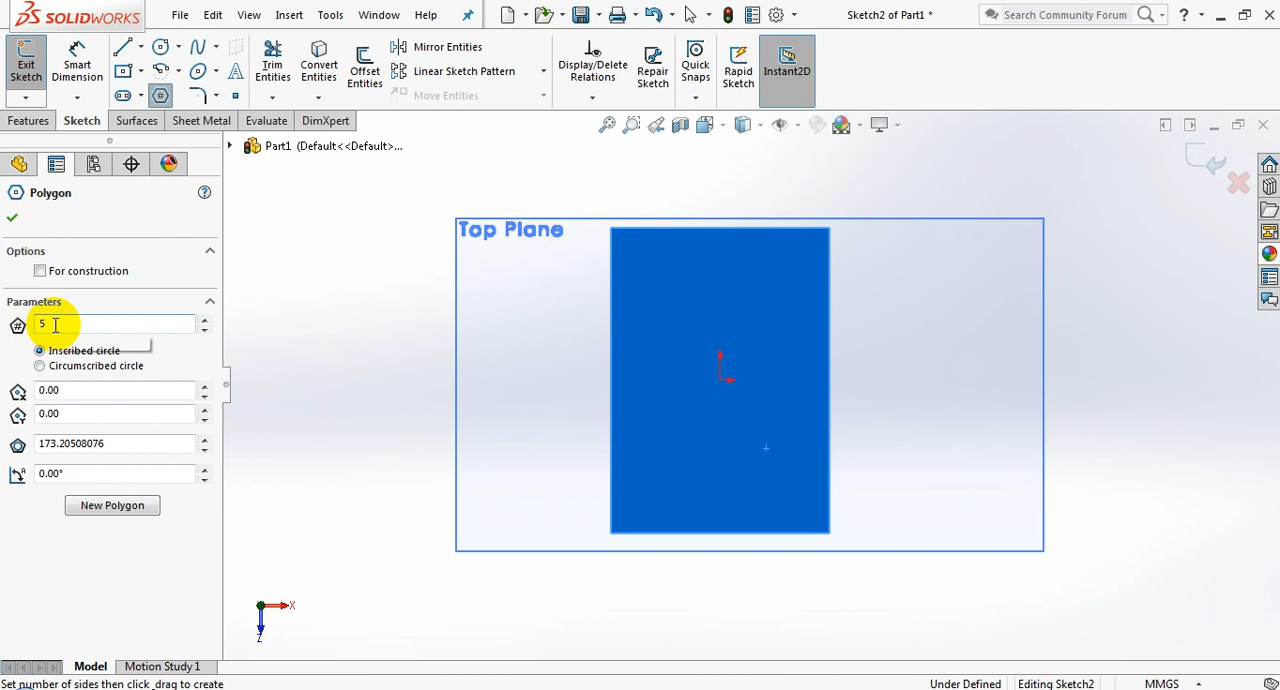 SOLIDWORKS File Edit View Insert Tools Window Help Sketch2 of Part1 * Search Community Forum ?
Exit Sketch Smart Dimension Trim Entities Convert Entities Offset Entities Mirror Entities Linear Sketch Pattern Move Entities Display/Delete Relations Repair Sketch Quick Snaps Rapid Sketch Instant2D
Features Sketch Surfaces Sheet Metal Evaluate DimXpert
Part1 (Default<<Default>...
Polygon ?
Options
For construction
Parameters
5
Inscribed circle
Circumscribed circle
0.00
0.00
173.20508076
0.00°
New Polygon
Top Plane
X
Z
Model Motion Study 1
Set number of sides then click _drag to create Under Defined Editing Sketch2 MMGS